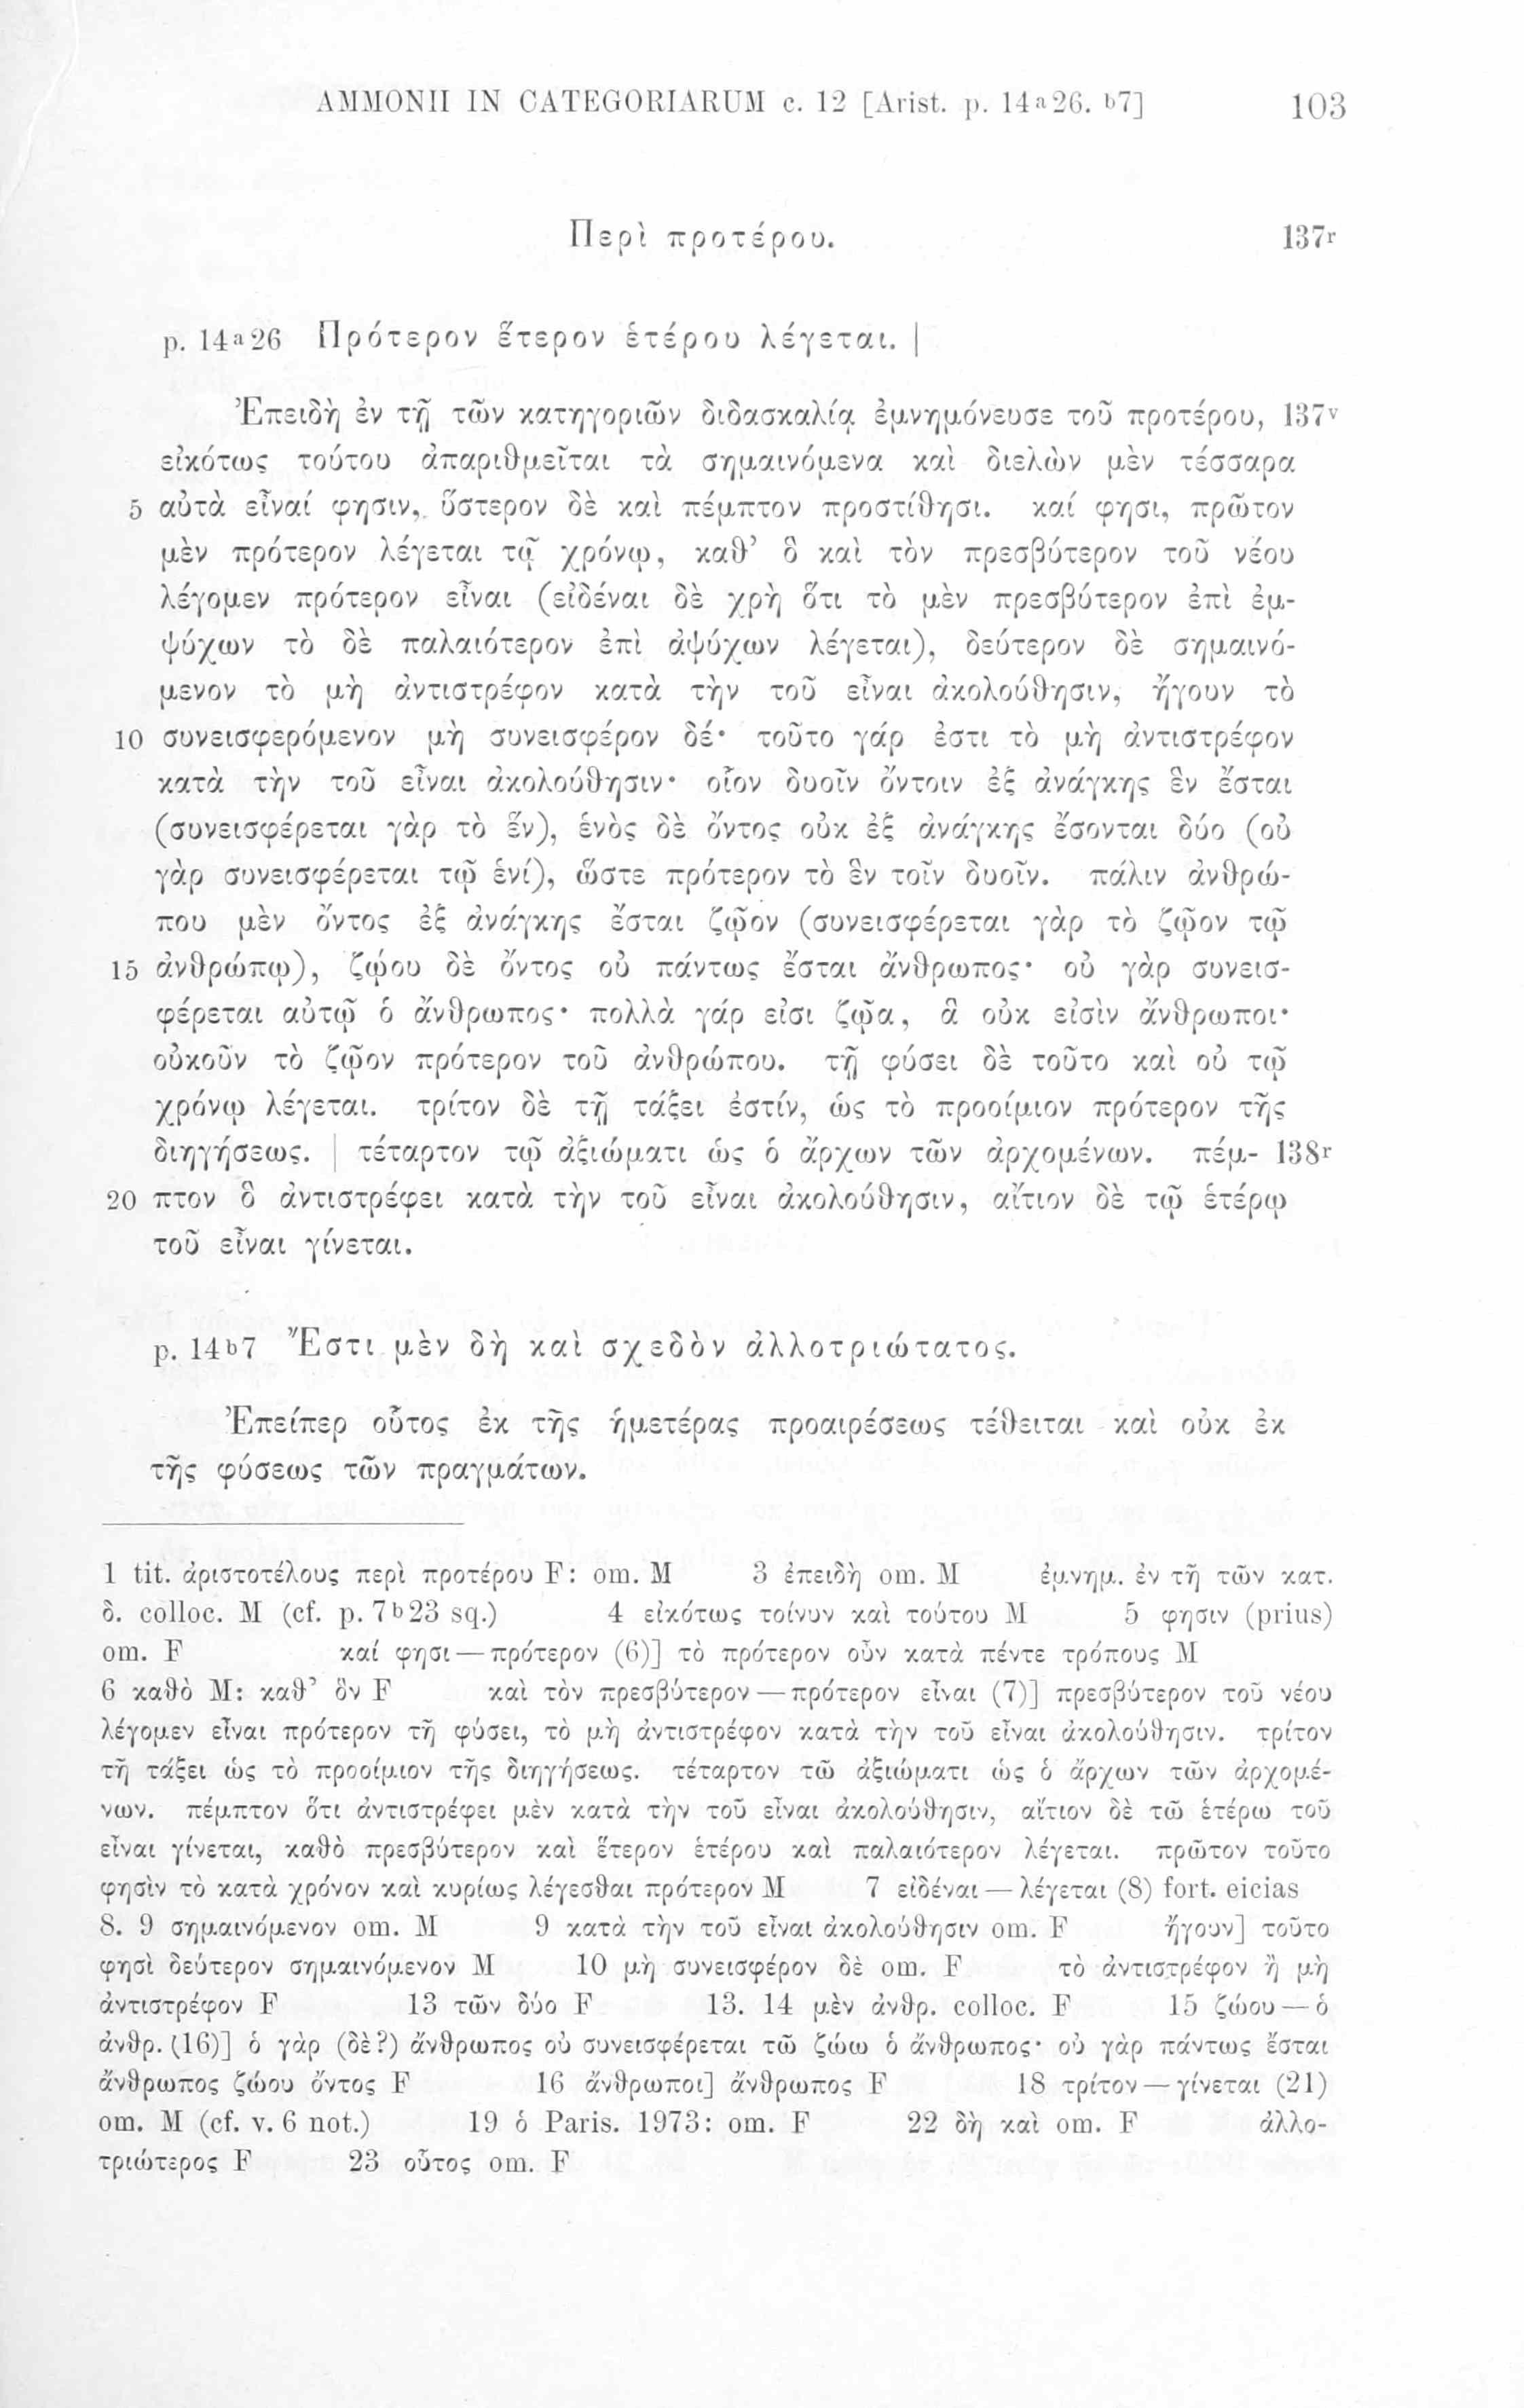 AMMONII IN CATEGORIARUM c. 12 [Arist. p. 14ª26. ᵇ7] 103
Περὶ προτέρου. 137ʳ
p. 14ª26 Πρότερον ἕτερον ἑτέρου λέγεται. |
Ἐπειδὴ ἐν τῇ τῶν κατηγοριῶν διδασκαλίᾳ ἐμνημόνευσε τοῦ προτέρου, 137ᵛ
εἰκότως τούτου ἀπαριθμεῖται τὰ σημαινόμενα καὶ διελὼν μὲν τέσσαρα
5 αὐτὰ εἶναί φησιν, ὕστερον δὲ καὶ πέμπτον προστίθησι. καί φησι, πρῶτον
μὲν πρότερον λέγεται τῷ χρόνῳ, καθ’ ὃ καὶ τὸν πρεσβύτερον τοῦ νέου
λέγομεν πρότερον εἶναι (εἰδέναι δὲ χρὴ ὅτι τὸ μὲν πρεσβύτερον ἐπὶ ἐμ-
ψύχων τὸ δὲ παλαιότερον ἐπὶ ἀψύχων λέγεται), δεύτερον δὲ σημαινό-
μενον τὸ μὴ ἀντιστρέφον κατὰ τὴν τοῦ εἶναι ἀκολούθησιν, ἤγουν τὸ
10 συνεισφερόμενον μὴ συνεισφέρον δέ· τοῦτο γάρ ἐστι τὸ μὴ ἀντιστρέφον
κατὰ τὴν τοῦ εἶναι ἀκολούθησιν· οἷον δυοῖν ὄντοιν ἐξ ἀνάγκης ἓν ἔσται
(συνεισφέρεται γὰρ τὸ ἕν), ἑνὸς δὲ ὄντος οὐκ ἐξ ἀνάγκης ἔσονται δύο (οὐ
γὰρ συνεισφέρεται τῷ ἑνί), ὥστε πρότερον τὸ ἓν τοῖν δυοῖν. πάλιν ἀνθρώ-
που μὲν ὄντος ἐξ ἀνάγκης ἔσται ζῷον (συνεισφέρεται γὰρ τὸ ζῷον τῷ
15 ἀνθρώπῳ), ζῴου δὲ ὄντος οὐ πάντως ἔσται ἄνθρωπος· οὐ γὰρ συνεισ-
φέρεται αὐτῷ ὁ ἄνθρωπος· πολλὰ γάρ εἰσι ζῷα, ἃ οὐκ εἰσὶν ἄνθρωποι·
οὐκοῦν τὸ ζῷον πρότερον τοῦ ἀνθρώπου. τῇ φύσει δὲ τοῦτο καὶ οὐ τῷ
χρόνῳ λέγεται. τρίτον δὲ τῇ τάξει ἐστίν, ὡς τὸ προοίμιον πρότερον τῆς
διηγήσεως. | τέταρτον τῷ ἀξιώματι ὡς ὁ ἄρχων τῶν ἀρχομένων. πέμ- 138ʳ
20 πτον ὃ ἀντιστρέφει κατὰ τὴν τοῦ εἶναι ἀκολούθησιν, αἴτιον δὲ τῷ ἑτέρῳ
τοῦ εἶναι γίνεται.
p. 14ᵇ7 Ἔστι μὲν δὴ καὶ σχεδὸν ἀλλοτριώτατος.
Ἐπείπερ οὗτος ἐκ τῆς ἡμετέρας προαιρέσεως τέθειται καὶ οὐκ ἐκ
τῆς φύσεως τῶν πραγμάτων.
1 tit. ἀριστοτέλους περὶ προτέρου F: om. M 3 ἐπειδὴ om. M ἐμνημ. ἐν τῇ τῶν κατ.
δ. colloc. M (cf. p. 7ᵇ23 sq.) 4 εἰκότως τοίνυν καὶ τούτου M 5 φησιν (prius)
om. F καί φησι — πρότερον (6)] τὸ πρότερον οὖν κατὰ πέντε τρόπους M
6 καθὸ M: καθ’ ὃν F καὶ τὸν πρεσβύτερον — πρότερον εἶναι (7)] πρεσβύτερον τοῦ νέου
λέγομεν εἶναι πρότερον τῇ φύσει, τὸ μὴ ἀντιστρέφον κατὰ τὴν τοῦ εἶναι ἀκολούθησιν. τρίτον
τῇ τάξει ὡς τὸ προοίμιον τῆς διηγήσεως. τέταρτον τῶ ἀξιώματι ὡς ὁ ἄρχων τῶν ἀρχομέ-
νων. πέμπτον ὅτι ἀντιστρέφει μὲν κατὰ τὴν τοῦ εἶναι ἀκολούθησιν, αἴτιον δὲ τῶ ἑτέρω τοῦ
εἶναι γίνεται, καθὸ πρεσβύτερον καὶ ἕτερον ἑτέρου καὶ παλαιότερον λέγεται. πρῶτον τοῦτο
φησὶν τὸ κατὰ χρόνον καὶ κυρίως λέγεσθαι πρότερον M 7 εἰδέναι — λέγεται (8) fort. eicias
8. 9 σημαινόμενον om. M 9 κατὰ τὴν τοῦ εἶναι ἀκολούθησιν om. F ἤγουν] τοῦτο
φησὶ δεύτερον σημαινόμενον M 10 μὴ συνεισφέρον δὲ om. F τὸ ἀντιστρέφον ἢ μὴ
ἀντιστρέφον F 13 τῶν δύο F 13. 14 μὲν ἀνθρ. colloc. F 15 ζώου — ὁ
ἀνθρ. (16)] ὁ γὰρ (δὲ?) ἄνθρωπος οὐ συνεισφέρεται τῶ ζώω ὁ ἄνθρωπος· οὐ γὰρ πάντως ἔσται
ἄνθρωπος ζώου ὄντος F 16 ἄνθρωποι] ἄνθρωπος F 18 τρίτον — γίνεται (21)
om. M (cf. v. 6 not.) 19 ὁ Paris. 1973: om. F 22 δὴ καὶ om. F ἀλλο-
τριώτερος F 23 οὗτος om. F